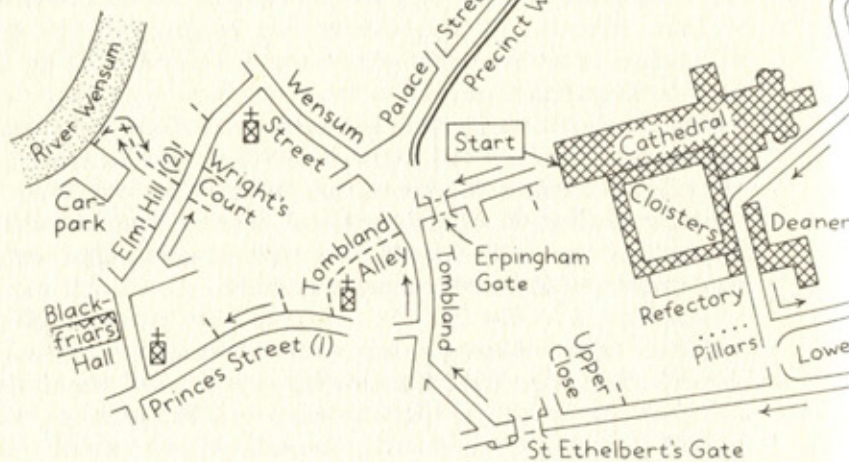 River Wensum
Wensum
Street
Palace
Stree
Precinct W
Start
Cathedral
Cloisters
Deaner
Car-
park
Elm Hill (2)
Wright's
Court
Tombland
Alley
Tombland
Erpingham
Gate
Refectory
Pillars
Black-
friars
Hall
Princes Street (1)
Upper
Close
Lowe
St Ethelbert's Gate